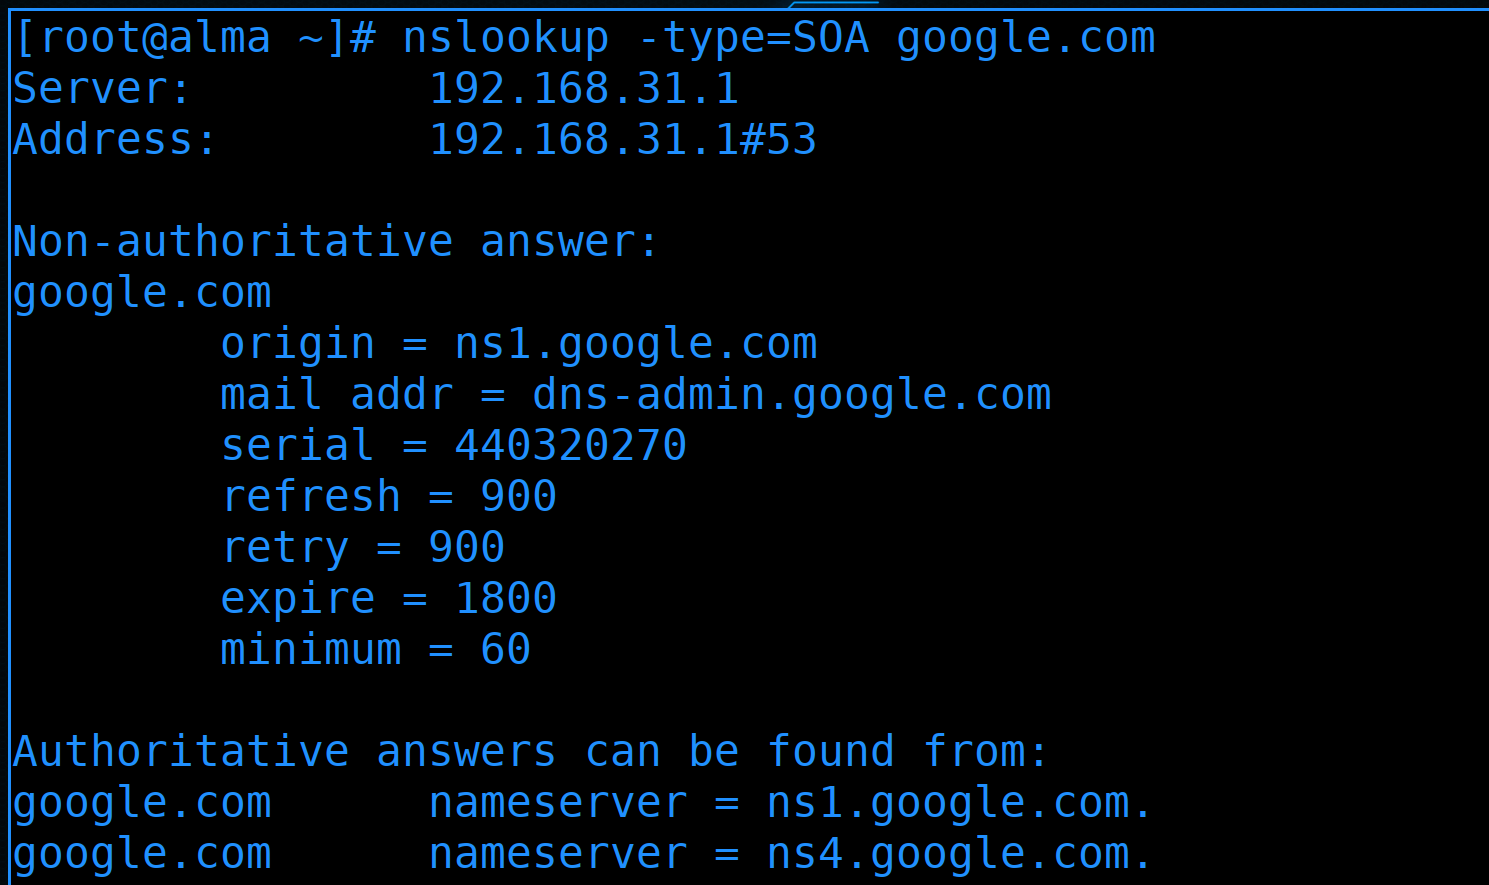 [root@alma ~]# nslookup -type=SOA google.com
Server:         192.168.31.1
Address:        192.168.31.1#53

Non-authoritative answer:
google.com
        origin = ns1.google.com
        mail addr = dns-admin.google.com
        serial = 440320270
        refresh = 900
        retry = 900
        expire = 1800
        minimum = 60

Authoritative answers can be found from:
google.com      nameserver = ns1.google.com.
google.com      nameserver = ns4.google.com.